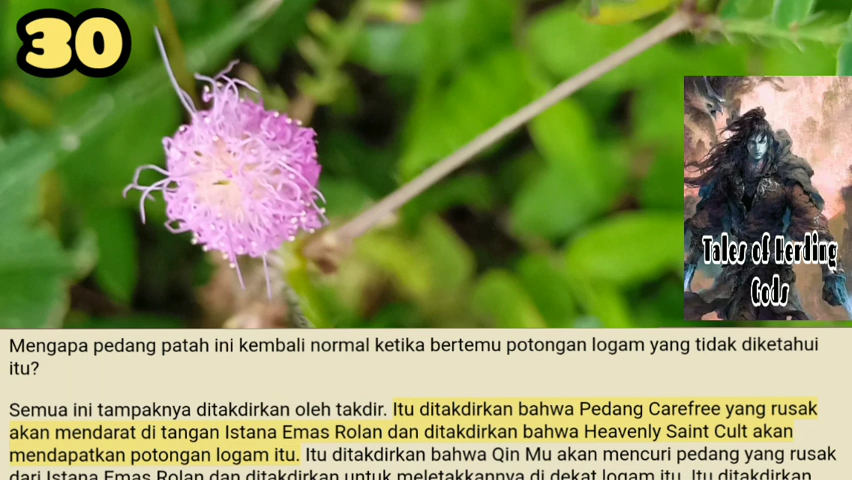 30
Tales of Herding
Gods
Mengapa pedang patah ini kembali normal ketika bertemu potongan logam yang tidak diketahui
itu?
Semua ini tampaknya ditakdirkan oleh takdir. Itu ditakdirkan bahwa Pedang Carefree yang rusak
akan mendarat di tangan Istana Emas Rolan dan ditakdirkan bahwa Heavenly Saint Cult akan
mendapatkan potongan logam itu. Itu ditakdirkan bahwa Qin Mu akan mencuri pedang yang rusak
dari Istana Emas Rolan dan ditakdirkan untuk meletakkannya di dekat logam itu. Itu ditakdirkan